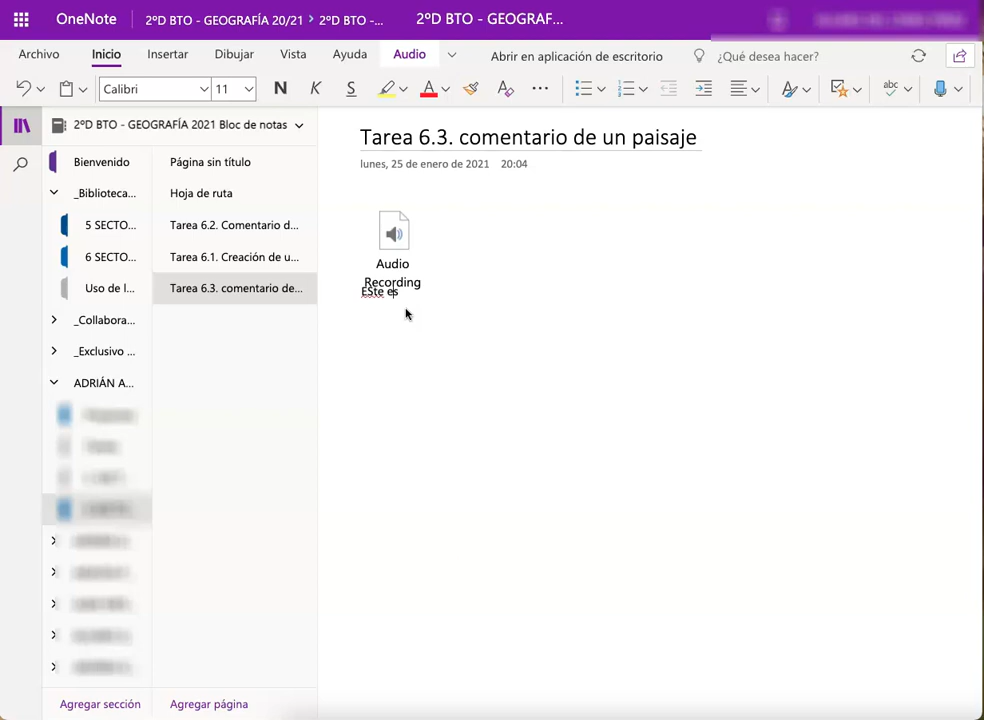 OneNote
2ºD BTO - GEOGRAFÍA 20/21 > 2ºD BTO -...
2ºD BTO - GEOGRAF...
Archivo Inicio Insertar Dibujar Vista Ayuda Audio Abrir en aplicación de escritorio ¿Qué desea hacer?
Calibri 11 N K S abc
2ºD BTO - GEOGRAFÍA 2021 Bloc de notas
Bienvenido
_Biblioteca...
5 SECTO...
6 SECTO...
Uso de l...
_Collabora...
_Exclusivo ...
ADRIÁN A...
Agregar sección
Página sin título
Hoja de ruta
Tarea 6.2. Comentario d...
Tarea 6.1. Creación de u...
Tarea 6.3. comentario de...
Agregar página
Tarea 6.3. comentario de un paisaje
lunes, 25 de enero de 2021 20:04
Audio
Recording
ESte es